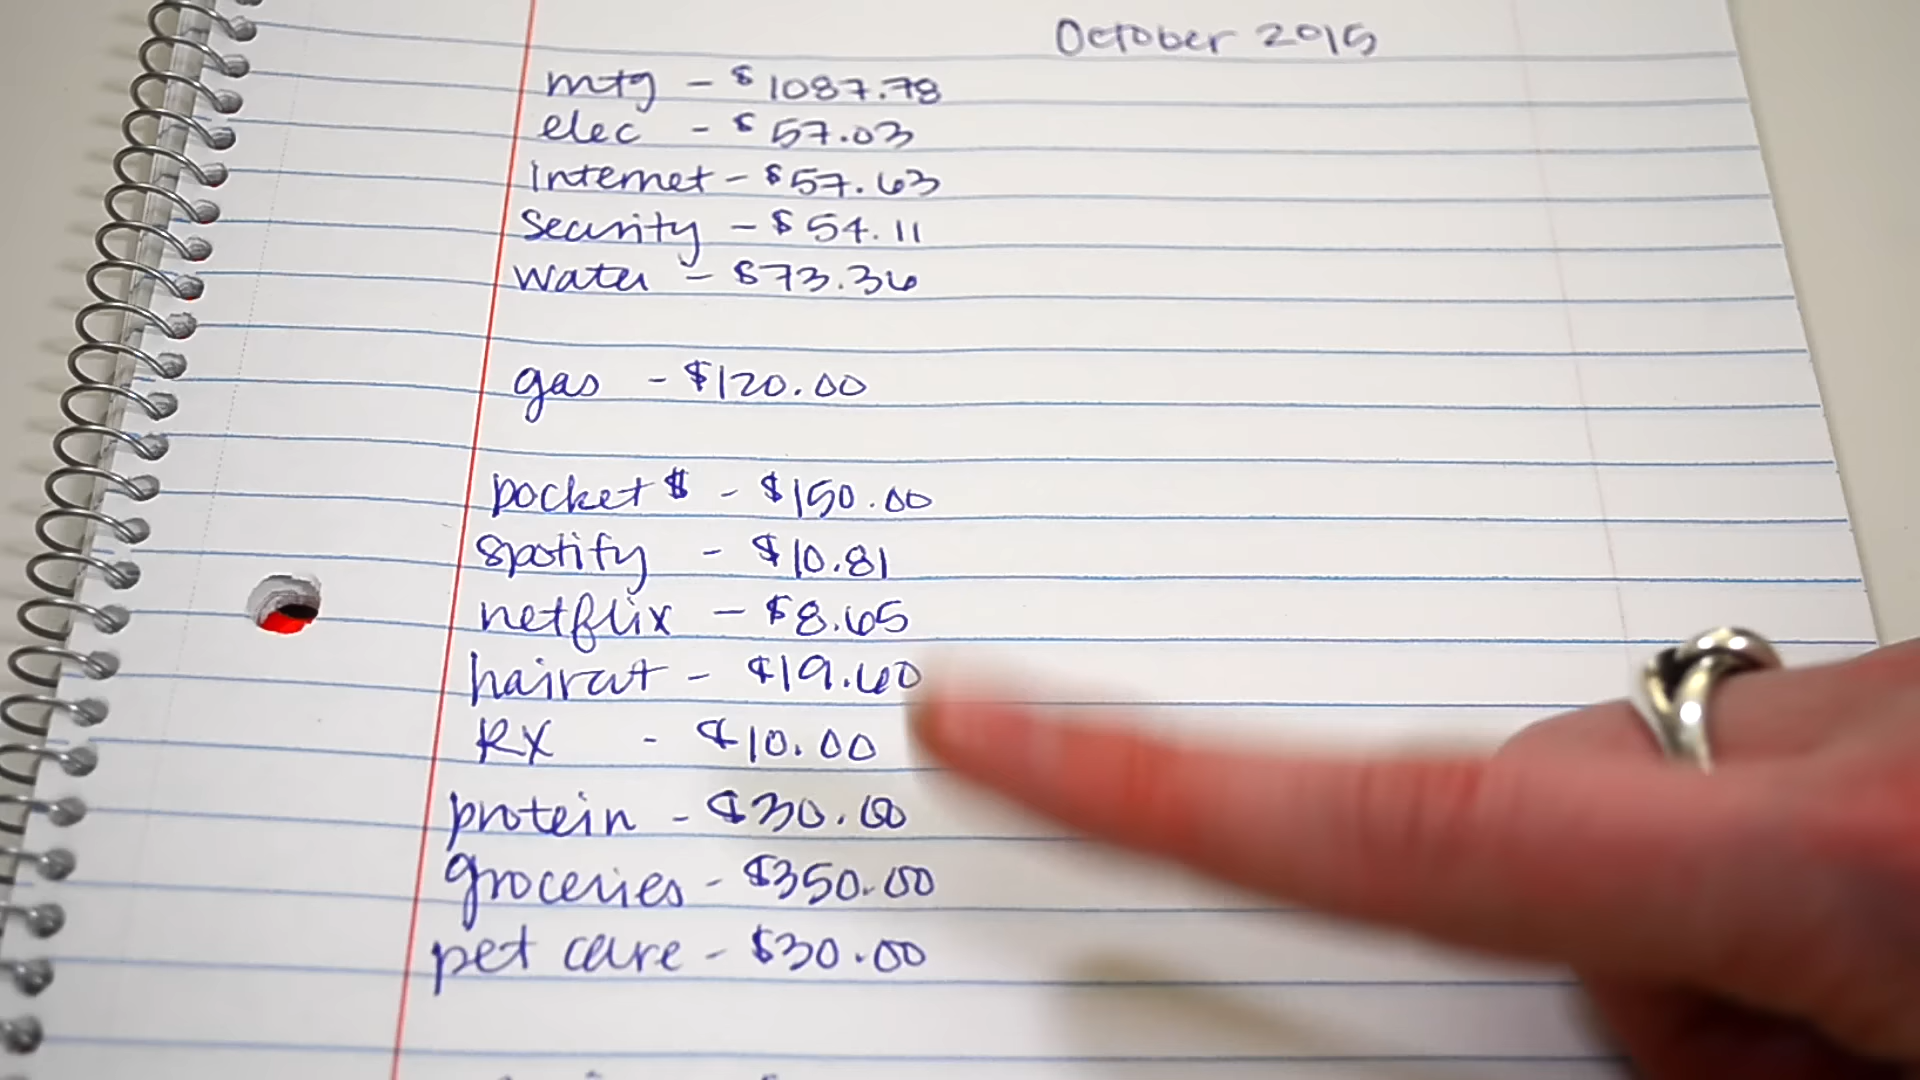 October 2015
mtg - $1087.78
elec - $57.03
Internet - $57.63
Security - $54.11
Water - $73.36
gas - $120.00
pocket $ - $150.00
spotify - $10.81
netflix - $8.65
haircut - $19.60
RX - $10.00
protein - $30.00
groceries - $350.00
pet care - $30.00